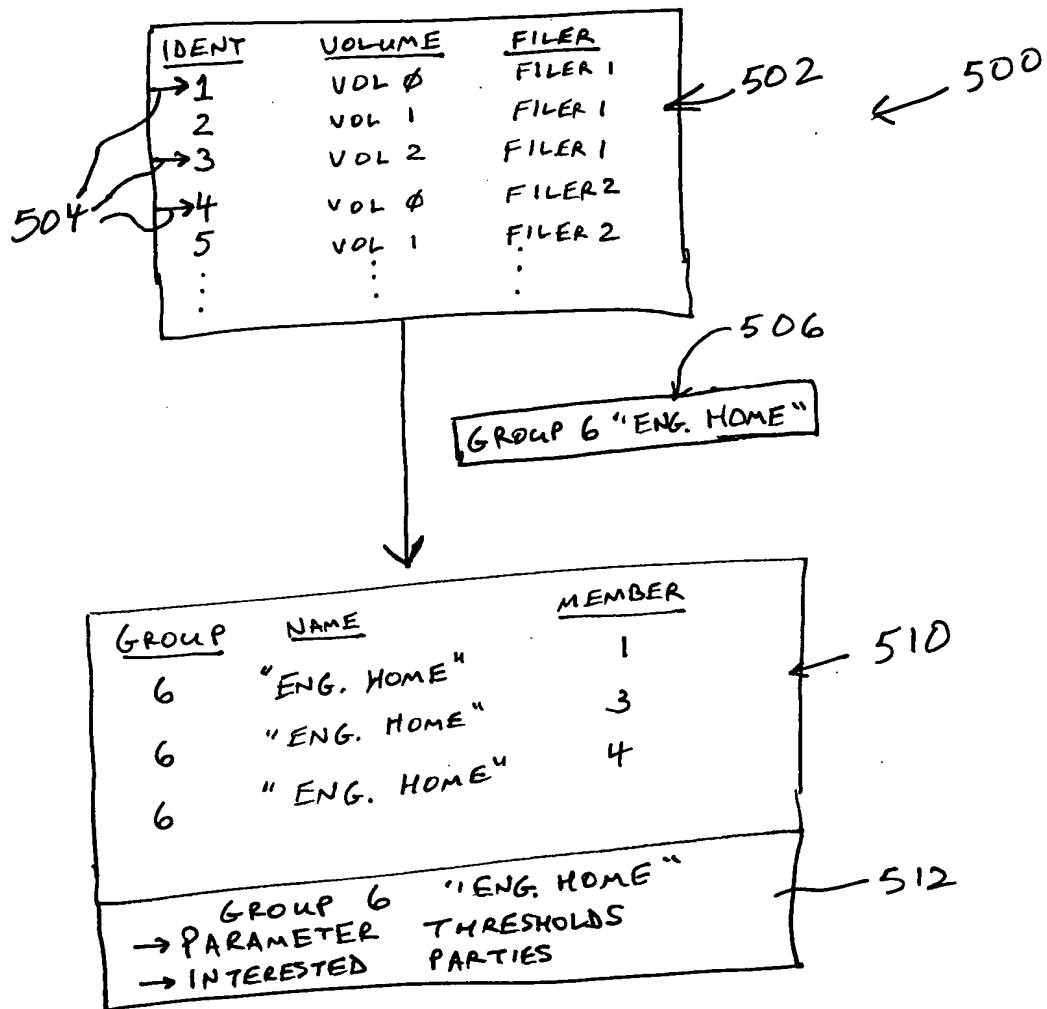 IDENT VOLUME FILER
→1 VOL Ø FILER 1
2 VOL 1 FILER 1
→3 VOL 2 FILER 1
→4 VOL Ø FILER 2
5 VOL 1 FILER 2
502
500
504
506
GROUP 6 "ENG. HOME"
GROUP NAME MEMBER
6 "ENG. HOME" 1
6 "ENG. HOME" 3
6 "ENG. HOME" 4
510
GROUP 6 "ENG. HOME"
→ PARAMETER THRESHOLDS
→ INTERESTED PARTIES
512